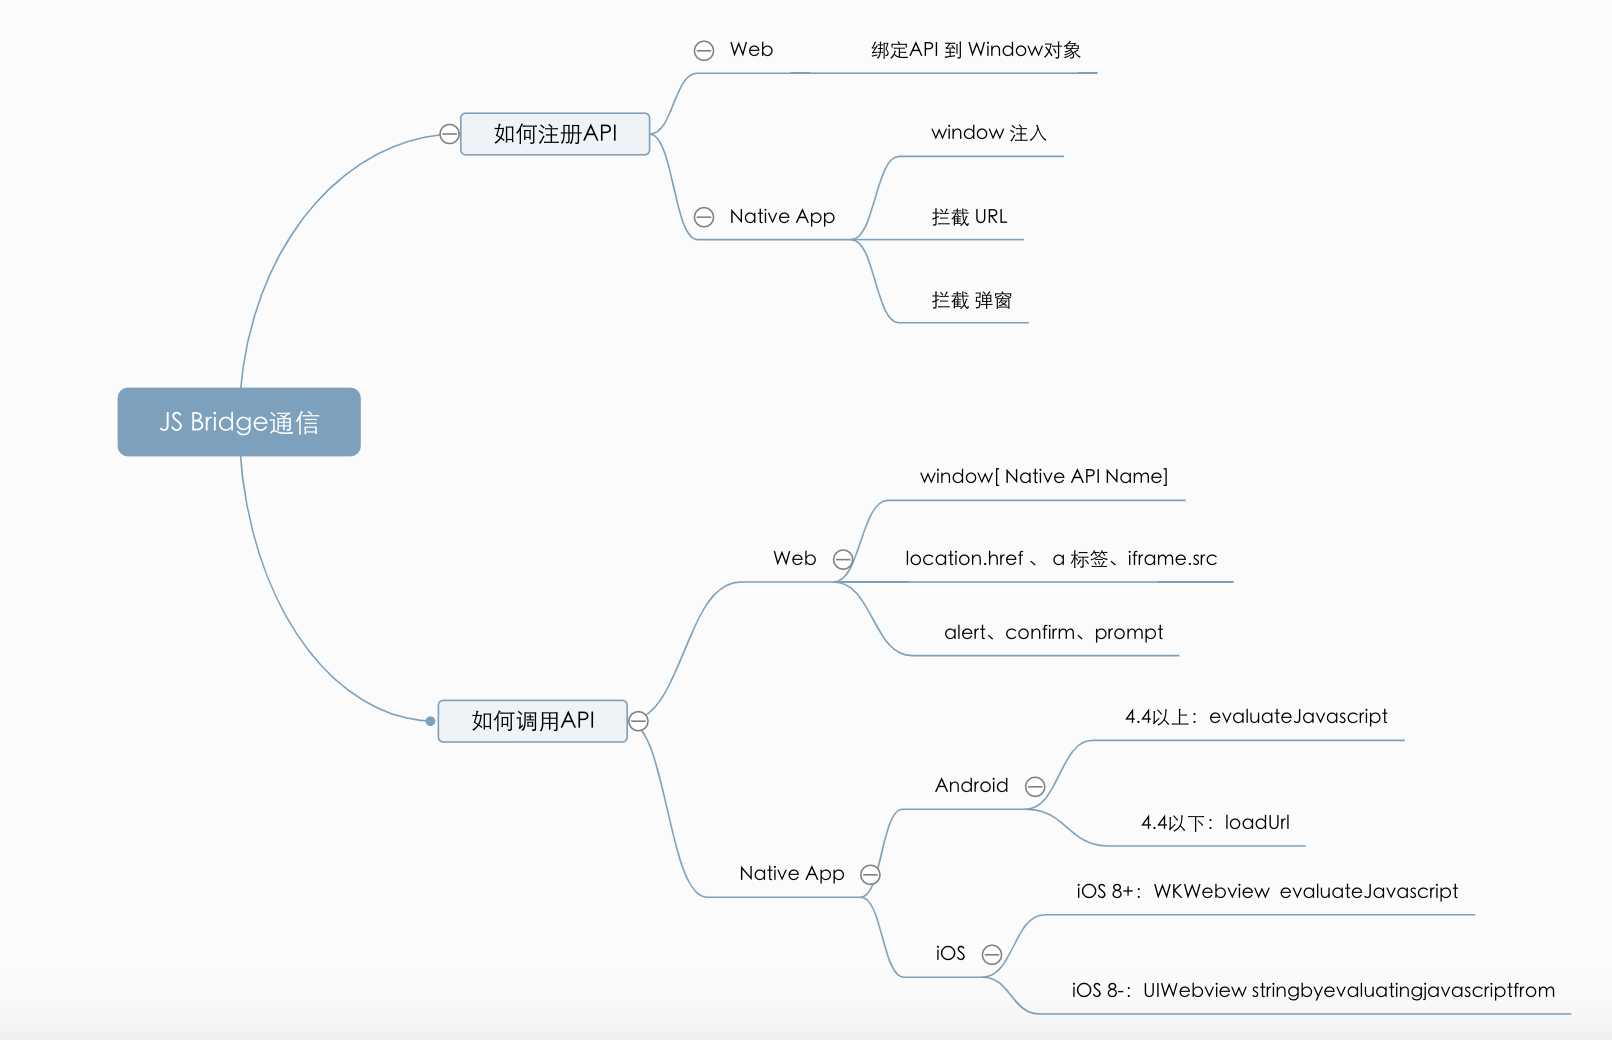 Web
绑定API 到 Window对象
如何注册API
window 注入
Native App
拦截 URL
拦截 弹窗
JS Bridge通信
window[ Native API Name]
Web
location.href 、 a 标签、iframe.src
alert、confirm、prompt
如何调用API
4.4以上：evaluateJavascript
Android
4.4以下：loadUrl
Native App
iOS 8+：WKWebview evaluateJavascript
iOS
iOS 8-：UIWebview stringbyevaluatingjavascriptfrom